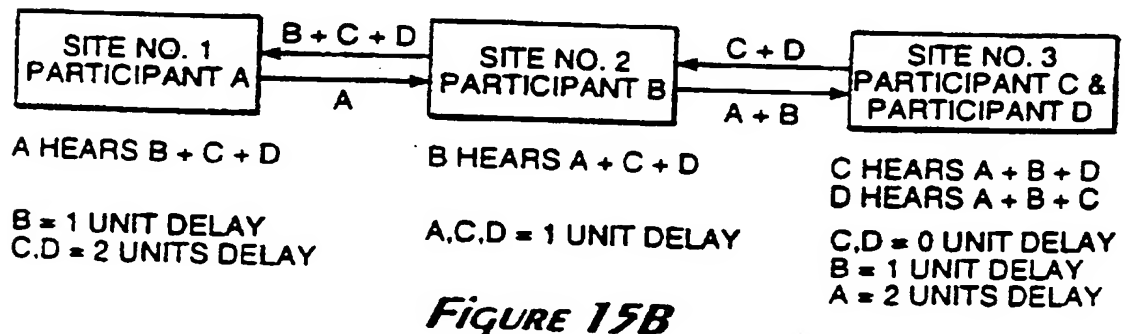 SITE NO. 1
PARTICIPANT A
B + C + D
A
SITE NO. 2
PARTICIPANT B
C + D
A + B
SITE NO. 3
PARTICIPANT C &
PARTICIPANT D
A HEARS B + C + D
B = 1 UNIT DELAY
C,D = 2 UNITS DELAY
B HEARS A + C + D
A,C,D = 1 UNIT DELAY
C HEARS A + B + D
D HEARS A + B + C
C,D = 0 UNIT DELAY
B = 1 UNIT DELAY
A = 2 UNITS DELAY
FIGURE 15B